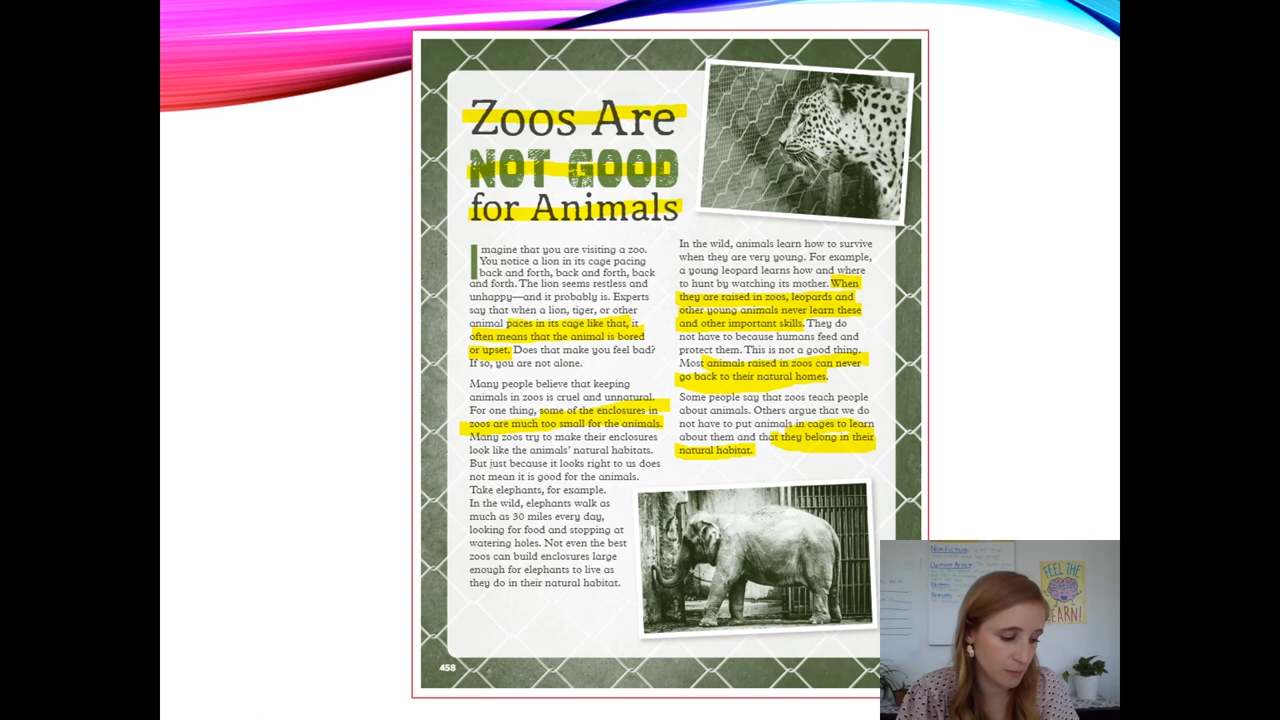 Zoos Are
NOT GOOD
for Animals
Imagine that you are visiting a zoo.
You notice a lion in its cage pacing
back and forth, back and forth, back
and forth. The lion seems restless and
unhappy—and it probably is. Experts
say that when a lion, tiger, or other
animal paces in its cage like that, it
often means that the animal is bored
or upset. Does that make you feel bad?
If so, you are not alone.
Many people believe that keeping
animals in zoos is cruel and unnatural.
For one thing, some of the enclosures in
zoos are much too small for the animals.
Many zoos try to make their enclosures
look like the animals’ natural habitats.
But just because it looks right to us does
not mean it is good for the animals.
Take elephants, for example.
In the wild, elephants walk as
much as 30 miles every day,
looking for food and stopping at
watering holes. Not even the best
zoos can build enclosures large
enough for elephants to live as
they do in their natural habitat.
In the wild, animals learn how to survive
when they are very young. For example,
a young leopard learns how and where
to hunt by watching its mother. When
they are raised in zoos, leopards and
other young animals never learn these
and other important skills. They do
not have to because humans feed and
protect them. This is not a good thing.
Most animals raised in zoos can never
go back to their natural homes.
Some people say that zoos teach people
about animals. Others argue that we do
not have to put animals in cages to learn
about them and that they belong in their
natural habitat.
458
Nonfiction:
FEEL THE